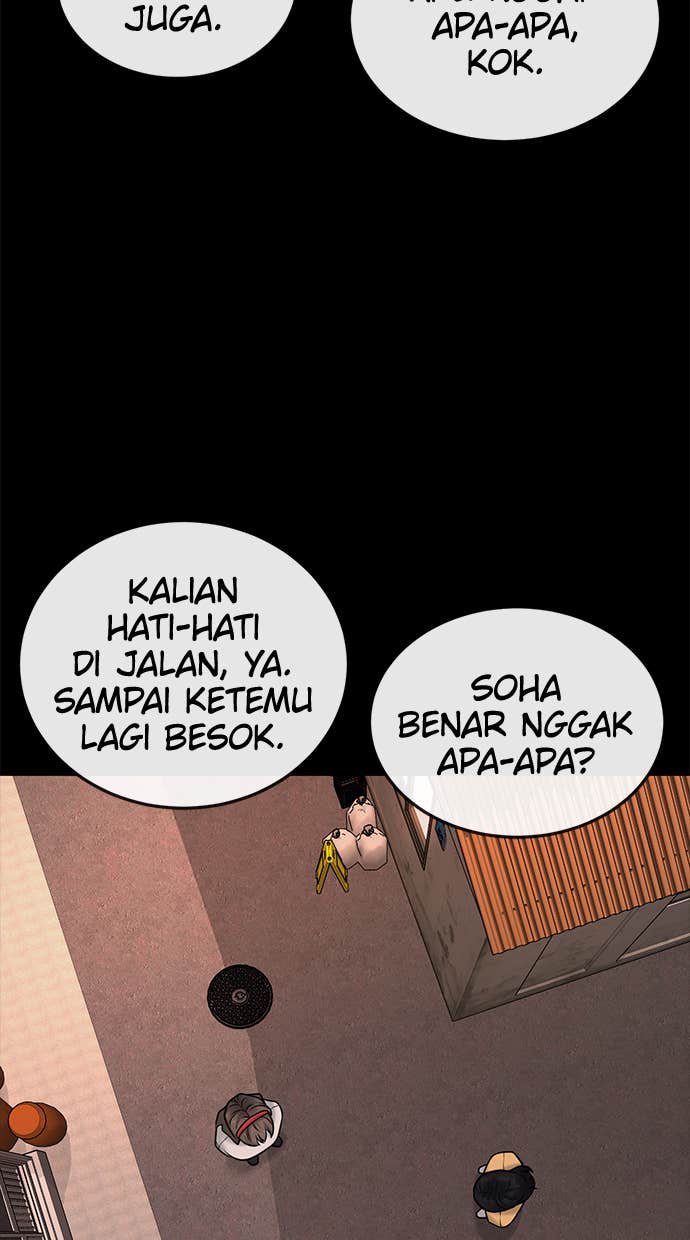 JUGA.
APA-APA,
KOK.
KALIAN
HATI-HATI
DI JALAN, YA.
SAMPAI KETEMU
LAGI BESOK.
SOHA
BENAR NGGAK
APA-APA?